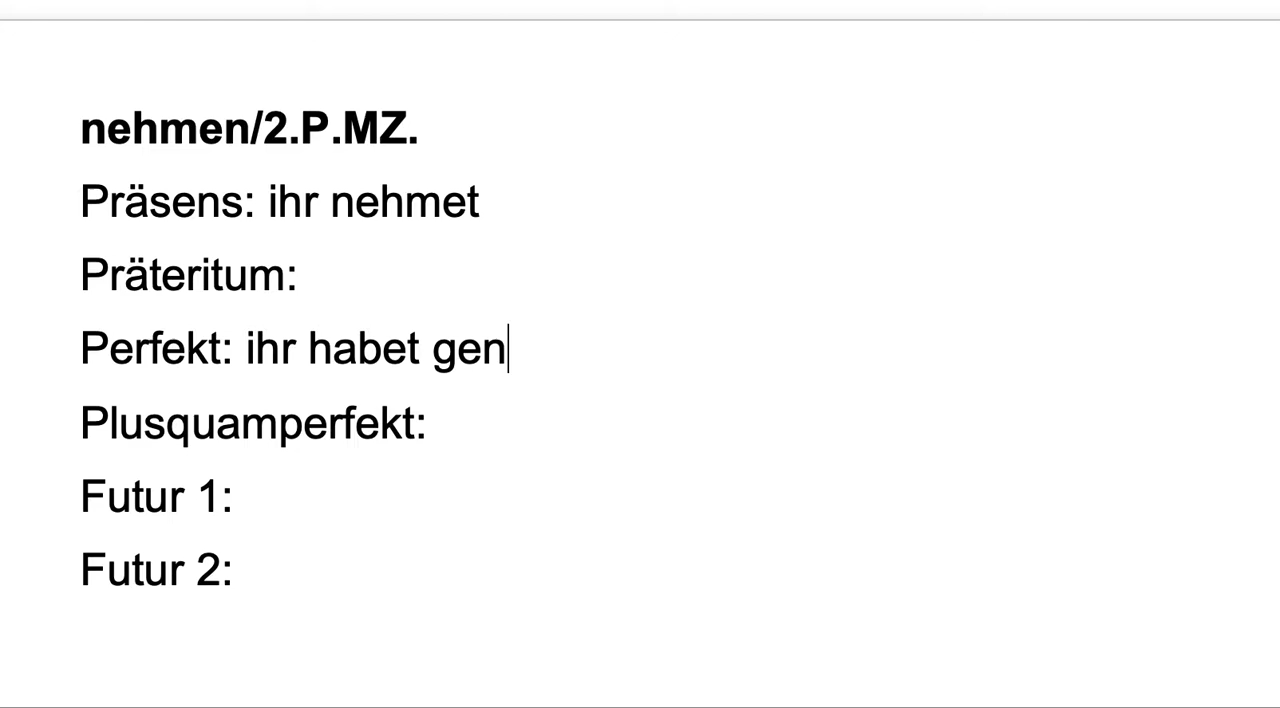 nehmen/2.P.MZ.
Präsens: ihr nehmet
Präteritum:
Perfekt: ihr habet gen
Plusquamperfekt:
Futur 1:
Futur 2: